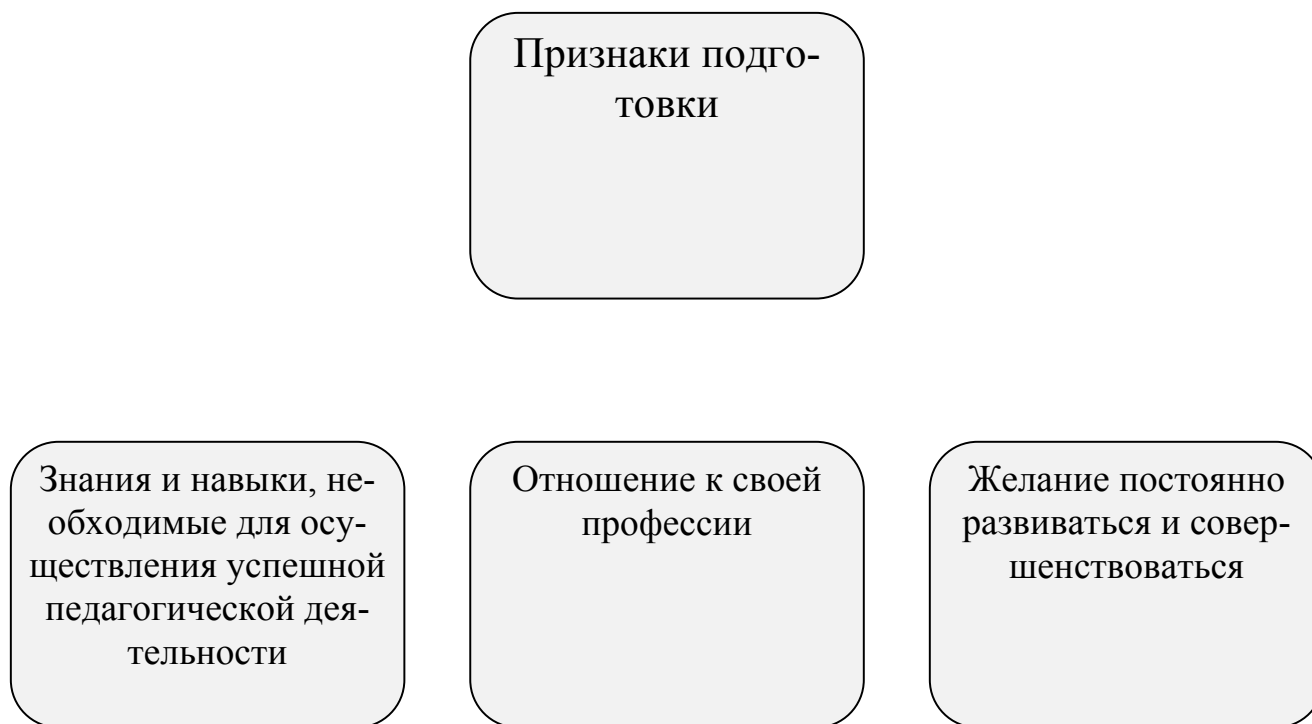 Признаки подго-
товки
Знания и навыки, не-
обходимые для осу-
ществления успешной
педагогической дея-
тельности
Отношение к своей
профессии
Желание постоянно
развиваться и совер-
шенствоваться